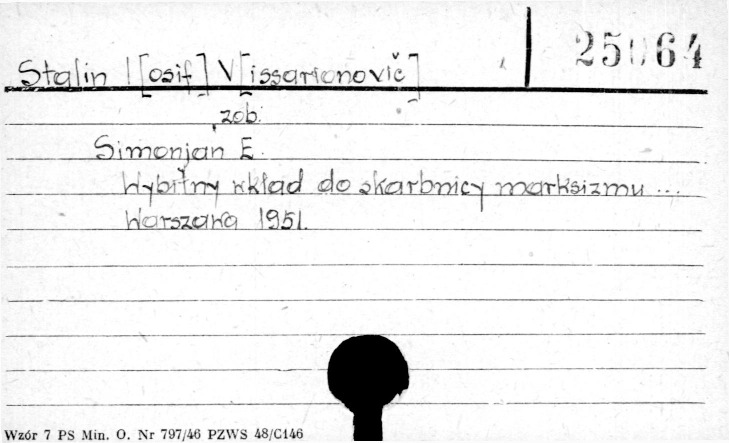 25064
Stalin I[osif] V[issarionovič]
zob.
Simonjan E.
Wybitny wkład do skarbnicy marksizmu ...
Warszawa 1951.
Wzór 7 PS Min. O. Nr 797/46 PZWS 48/C146